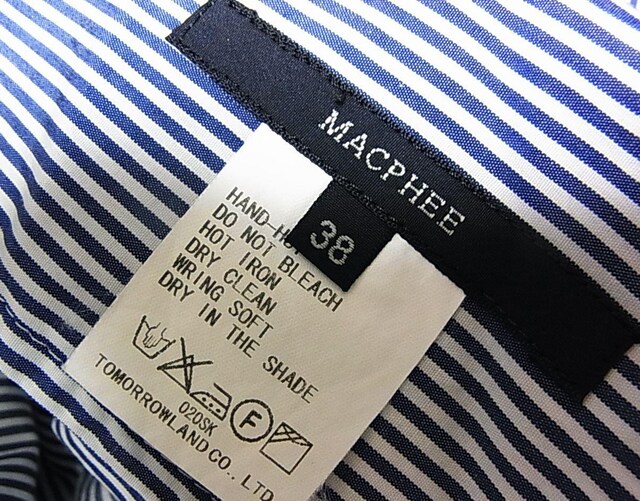 MACPHEE
38
HAND-HO
DO NOT BLEACH
HOT IRON
DRY CLEAN
WRING SOFT
DRY IN THE SHADE
F
020SK
TOMORROWLAND CO., LTD